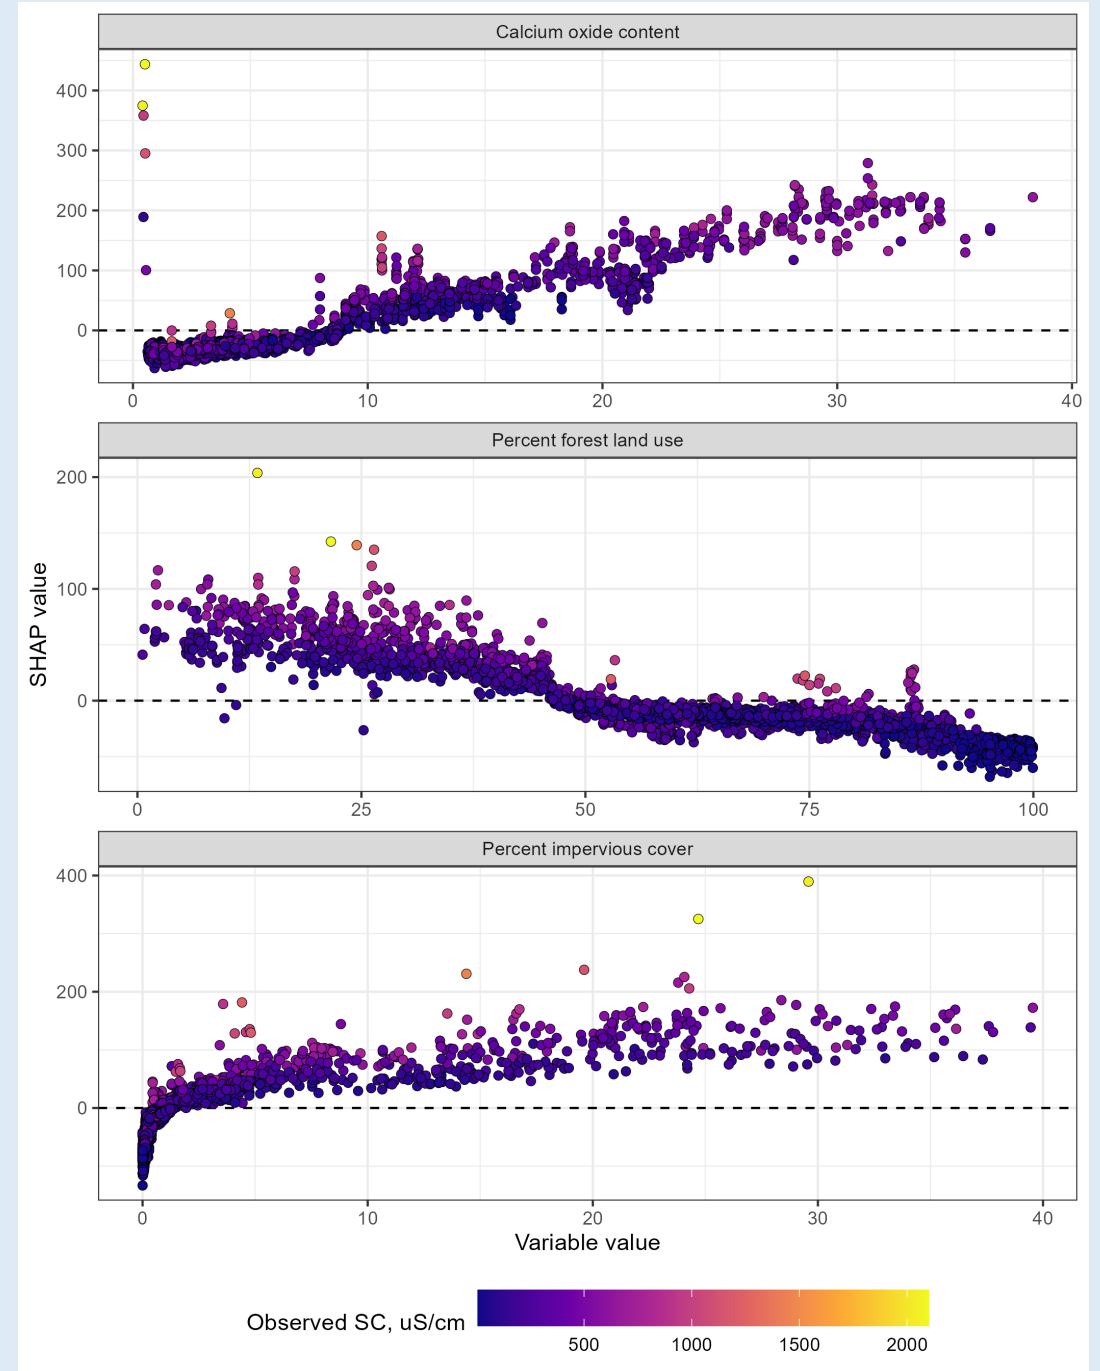 Calcium oxide content
400
300
200
100
0
0 10 20 30 40
Percent forest land use
200
100
0
0 25 50 75 100
SHAP value
Percent impervious cover
400
200
0
0 10 20 30 40
Variable value
Observed SC, uS/cm
500 1000 1500 2000